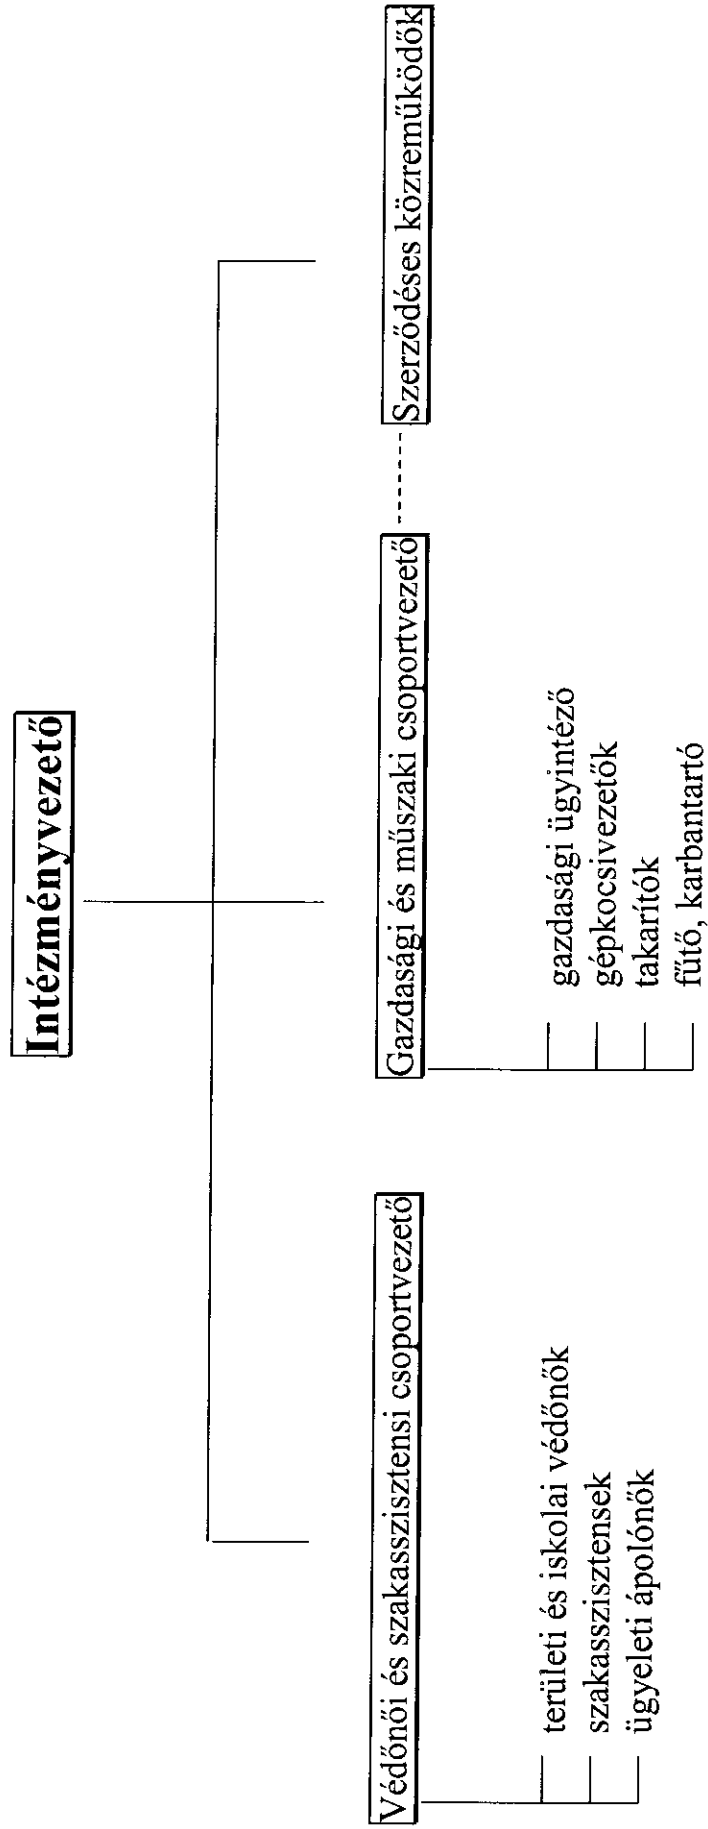 Intézményvezető
Védőnői és szakasszisztensi csoportvezető
területi és iskolai védőnők
szakasszisztensek
ügyeleti ápolónők
Gazdasági és műszaki csoportvezető
gazdasági ügyintéző
gépkocsivezetők
takarítók
fűtő, karbantartó
Szerződéses közreműködők